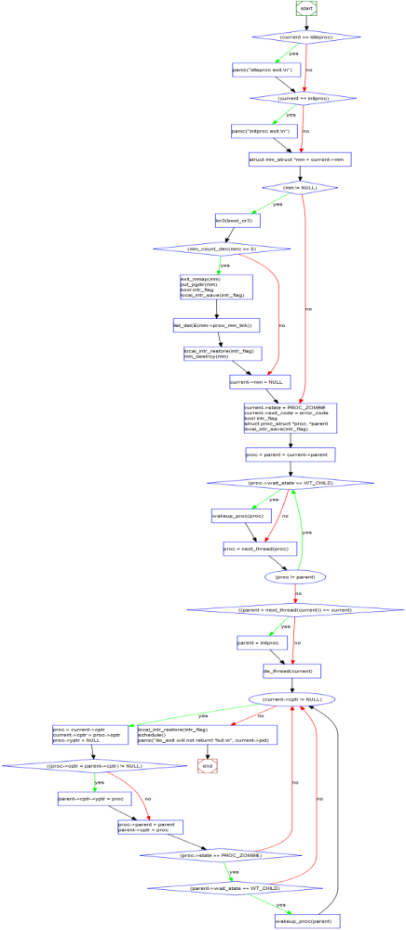 start
(current == idleproc)
yes
panic("idleproc exit.\n")
no
(current == initproc)
yes
panic("initproc exit.\n")
no
struct mm_struct *mm = current->mm
(mm != NULL)
yes
lcr3(boot_cr3)
(mm_count_dec(mm) == 0)
yes
exit_mmap(mm)
put_pgdir(mm)
bool intr_flag
local_intr_save(intr_flag)
no
no
list_del(&(mm->proc_mm_link))
local_intr_restore(intr_flag)
mm_destroy(mm)
current->mm = NULL
current->state = PROC_ZOMBIE
current->exit_code = error_code
bool intr_flag
struct proc_struct *proc, *parent
local_intr_save(intr_flag)
proc = parent = current->parent
(proc->wait_state == WT_CHILD)
yes
wakeup_proc(proc)
no
yes
proc = next_thread(proc)
(proc != parent)
no
((parent = next_thread(current)) == current)
yes
parent = initproc
no
de_thread(current)
(current->cptr != NULL)
yes
no
proc = current->cptr
current->cptr = proc->optr
proc->yptr = NULL
local_intr_restore(intr_flag)
schedule()
panic("do_exit will not return!! %d.\n", current->pid)
((proc->optr = parent->cptr) != NULL)
end
yes
no
no
no
parent->cptr->yptr = proc
proc->parent = parent
parent->cptr = proc
(proc->state == PROC_ZOMBIE)
yes
(parent->wait_state == WT_CHILD)
yes
wakeup_proc(parent)